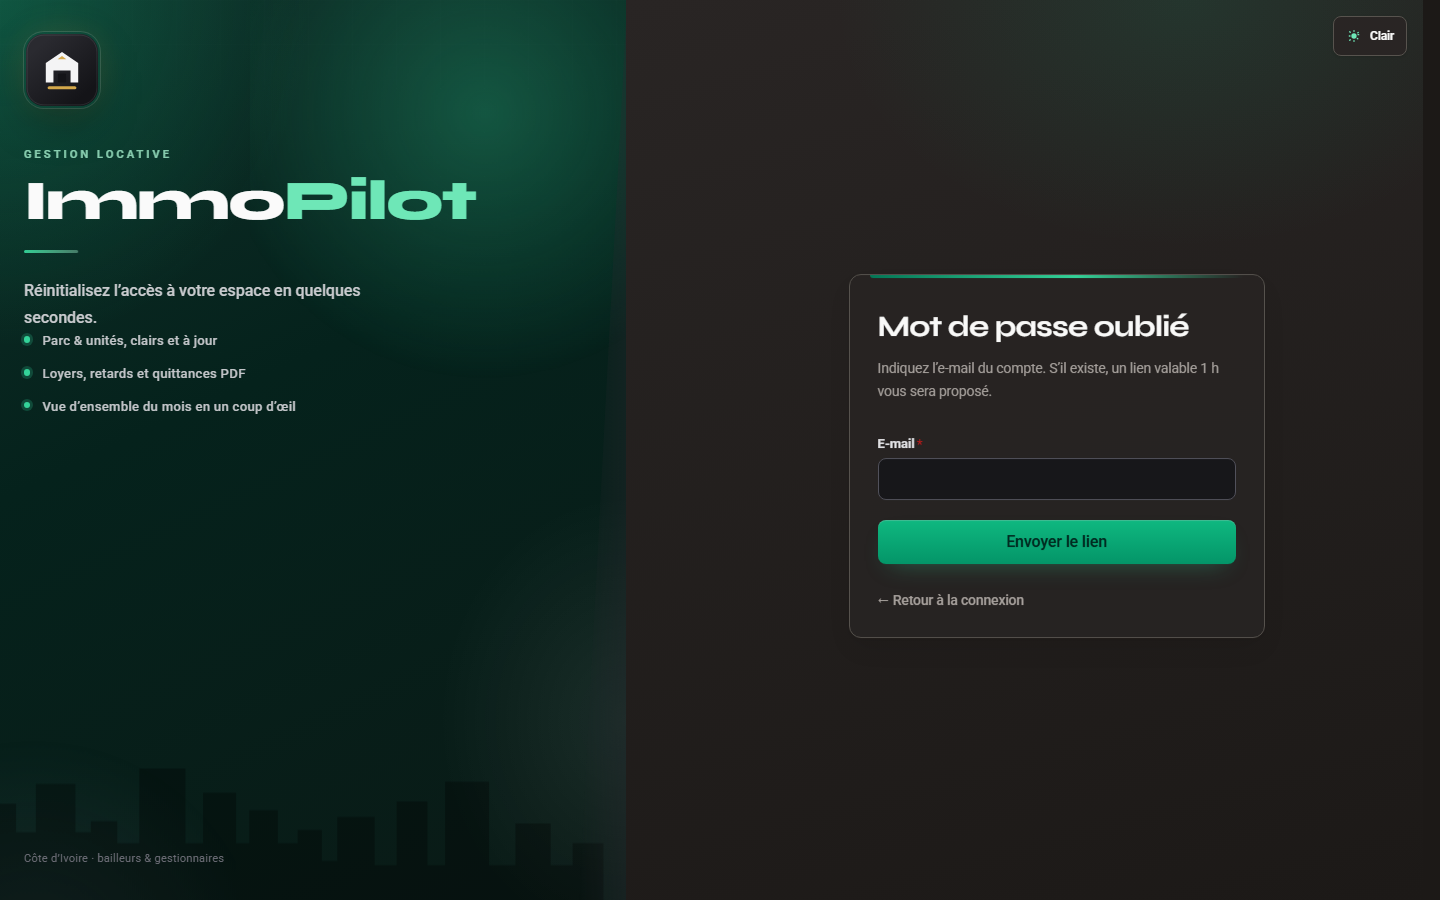 GESTION LOCATIVE
ImmoPilot
Réinitialisez l’accès à votre espace en quelques
secondes.
Parc & unités, clairs et à jour
Loyers, retards et quittances PDF
Vue d’ensemble du mois en un coup d’œil
Côte d’Ivoire · bailleurs & gestionnaires
Clair
Mot de passe oublié
Indiquez l’e-mail du compte. S’il existe, un lien valable 1 h
vous sera proposé.
E-mail *
Envoyer le lien
← Retour à la connexion